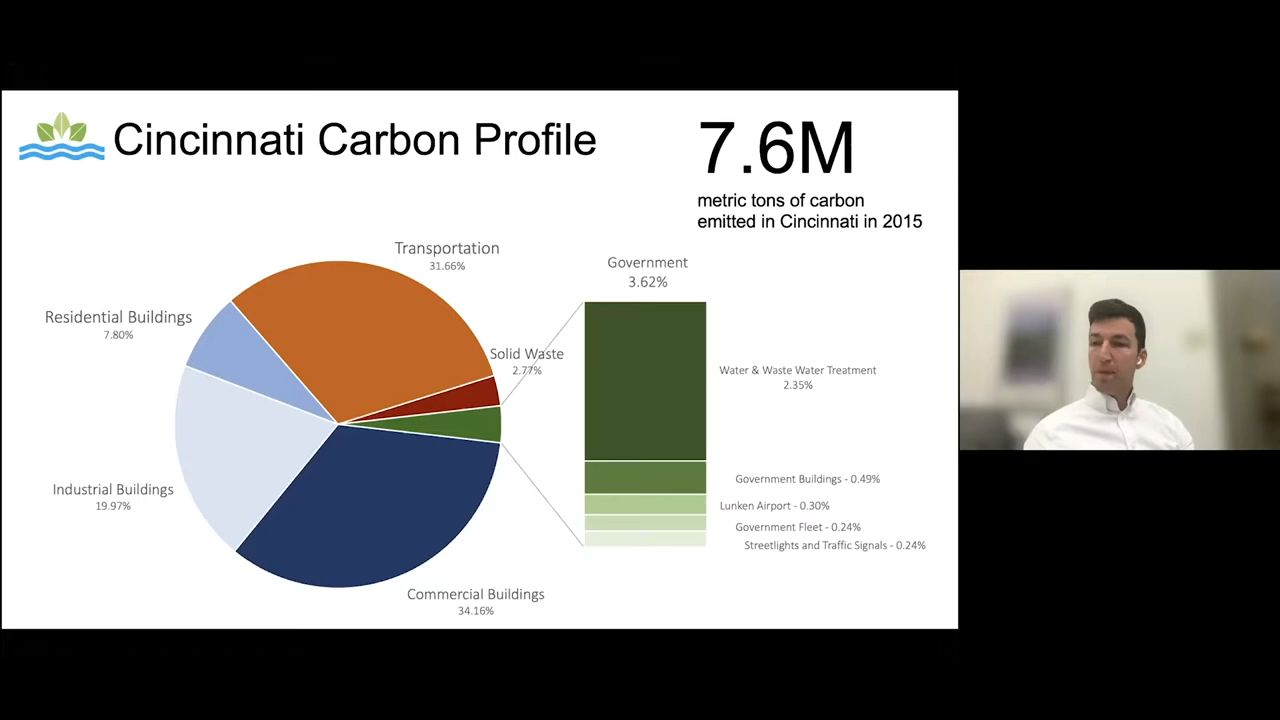 Cincinnati Carbon Profile
7.6M
metric tons of carbon
emitted in Cincinnati in 2015
Transportation
31.66%
Government
3.62%
Residential Buildings
7.80%
Solid Waste
2.77%
Water & Waste Water Treatment
2.35%
Industrial Buildings
19.97%
Government Buildings - 0.49%
Lunken Airport - 0.30%
Government Fleet - 0.24%
Streetlights and Traffic Signals - 0.24%
Commercial Buildings
34.16%